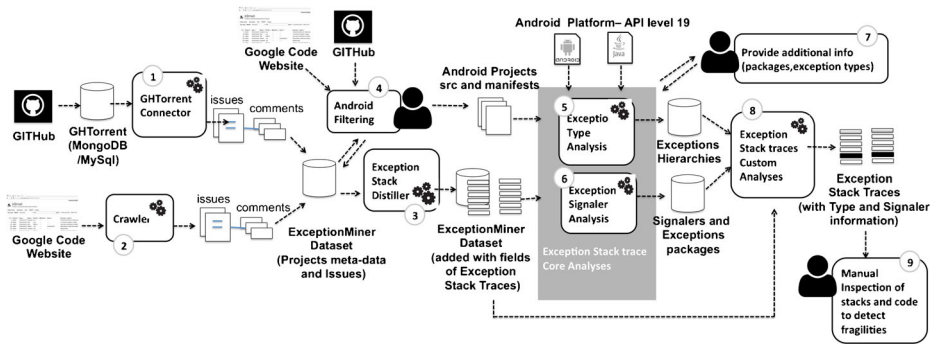 Android Platform– API level 19
Google Code
Website
GITHub
ANDROID
Java
7
Provide additional info
(packages,exception types)
1
GHTorrent
Connector
GITHub
GHTorrent
(MongoDB
/MySql)
issues
comments
4
Android
Filtering
Android Projects
src and manifests
5
Exceptio
Type
Analysis
Exceptions
Hierarchies
8
Exception
Stack traces
Custom
Analyses
Exception
Stack Traces
(with Type and Signaler
information)
Exception
Stack
Distiller
3
6
Exception
Signaler
Analysis
Signalers and
Exceptions
packages
Crawler
2
Google Code
Website
issues
comments
ExceptionMiner
Dataset
(Projects meta-data
and Issues)
ExceptionMiner
Dataset
(added with fields
of Exception
Stack Traces)
Exception Stack trace
Core Analyses
9
Manual
Inspection of
stacks and code
to detect
fragilities